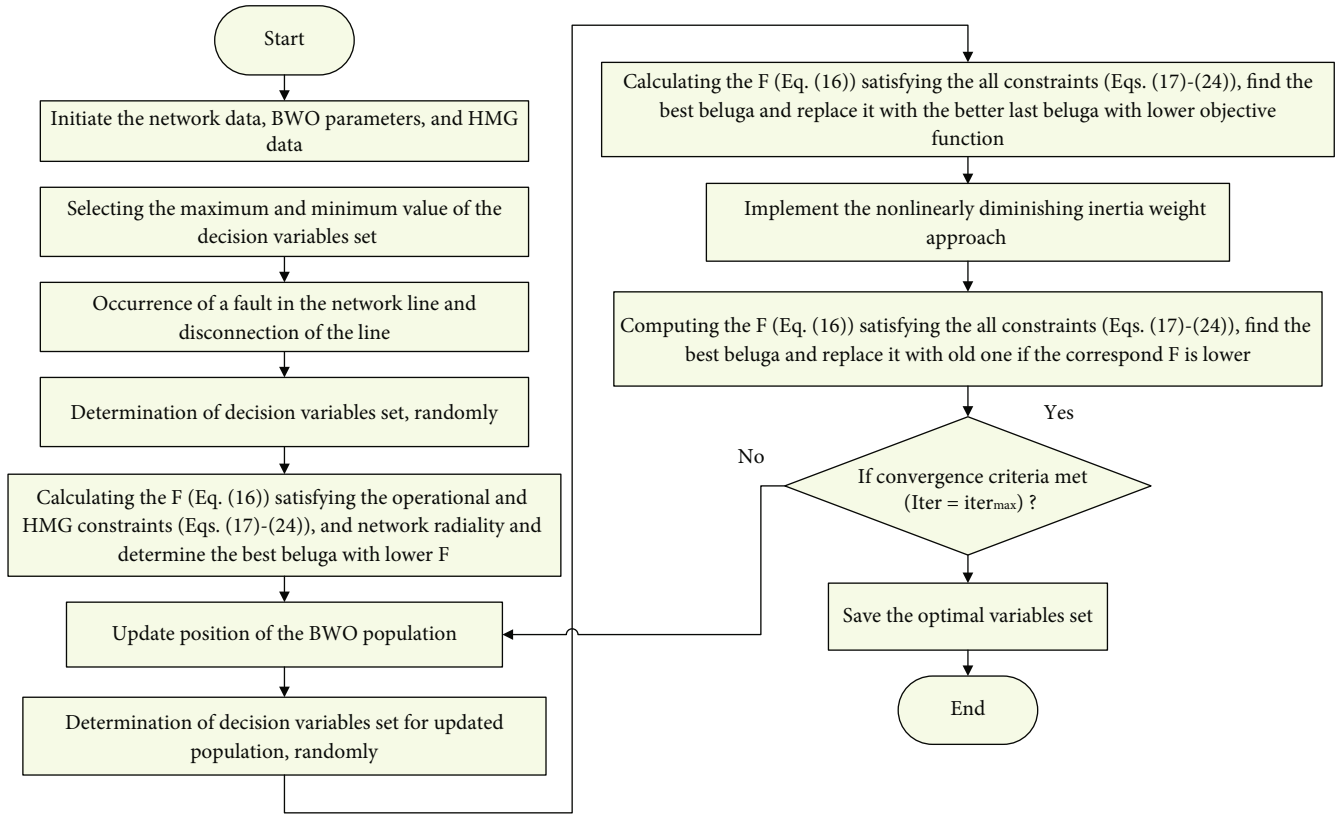 Start
Initiate the network data, BWO parameters, and HMG
data
Selecting the maximum and minimum value of the
decision variables set
Occurrence of a fault in the network line and
disconnection of the line
Determination of decision variables set, randomly
Calculating the F (Eq. (16)) satisfying the operational and
HMG constraints (Eqs. (17)-(24)), and network radiality and
determine the best beluga with lower F
Update position of the BWO population
Determination of decision variables set for updated
population, randomly
Calculating the F (Eq. (16)) satisfying the all constraints (Eqs. (17)-(24)), find the
best beluga and replace it with the better last beluga with lower objective
function
Implement the nonlinearly diminishing inertia weight
approach
Computing the F (Eq. (16)) satisfying the all constraints (Eqs. (17)-(24)), find the
best beluga and replace it with old one if the correspond F is lower
Yes
No
If convergence criteria met
(Iter = itermax) ?
Save the optimal variables set
End